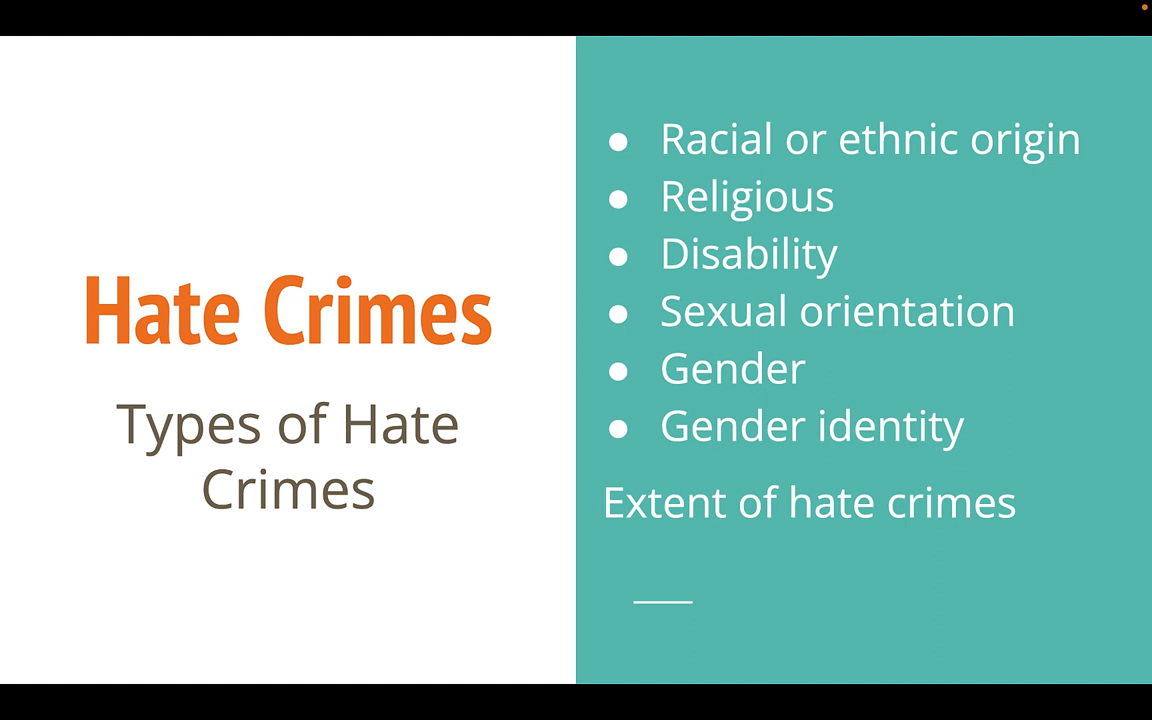 Hate Crimes
Types of Hate
Crimes
● Racial or ethnic origin
● Religious
● Disability
● Sexual orientation
● Gender
● Gender identity
Extent of hate crimes